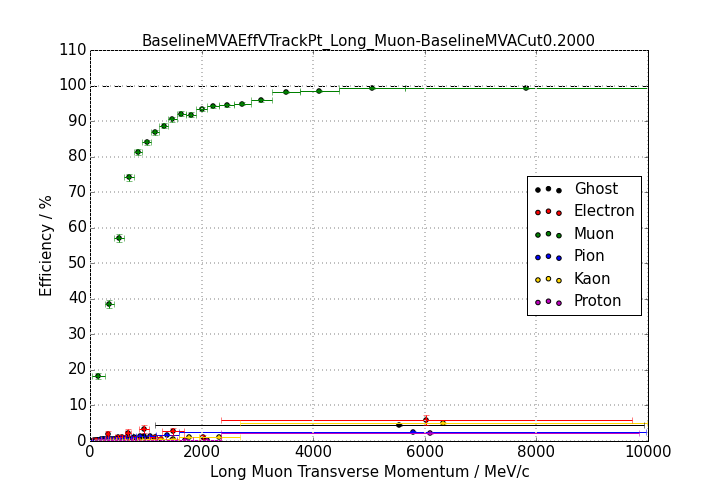 BaselineMVAEffVTrackPt_Long_Muon-BaselineMVACut0.2000
110
100
90
80
70
60
50
40
30
20
10
0
Efficiency / %
Ghost
Electron
Muon
Pion
Kaon
Proton
0 2000 4000 6000 8000 10000
Long Muon Transverse Momentum / MeV/c